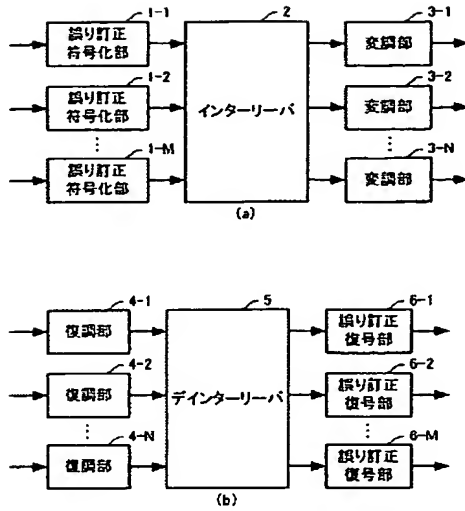 1-1
2
3-1
誤り訂正
符号化部
変調部
1-2
3-2
誤り訂正
符号化部
インターリーバ
変調部
1-M
3-N
誤り訂正
符号化部
変調部
(a)
4-1
5
6-1
復調部
誤り訂正
復号部
4-2
6-2
復調部
デインターリーバ
誤り訂正
復号部
4-N
6-M
復調部
誤り訂正
復号部
(b)